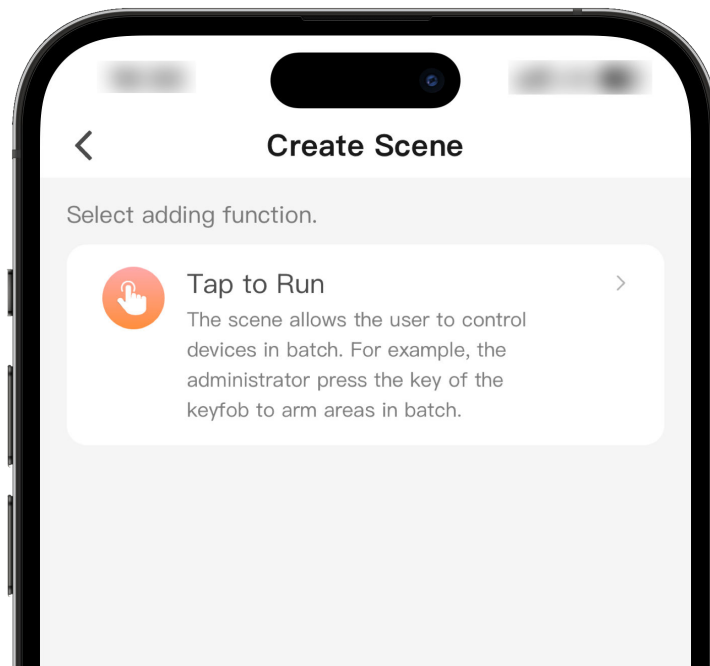 Create Scene
Select adding function.
Tap to Run
The scene allows the user to control
devices in batch. For example, the
administrator press the key of the
keyfob to arm areas in batch.